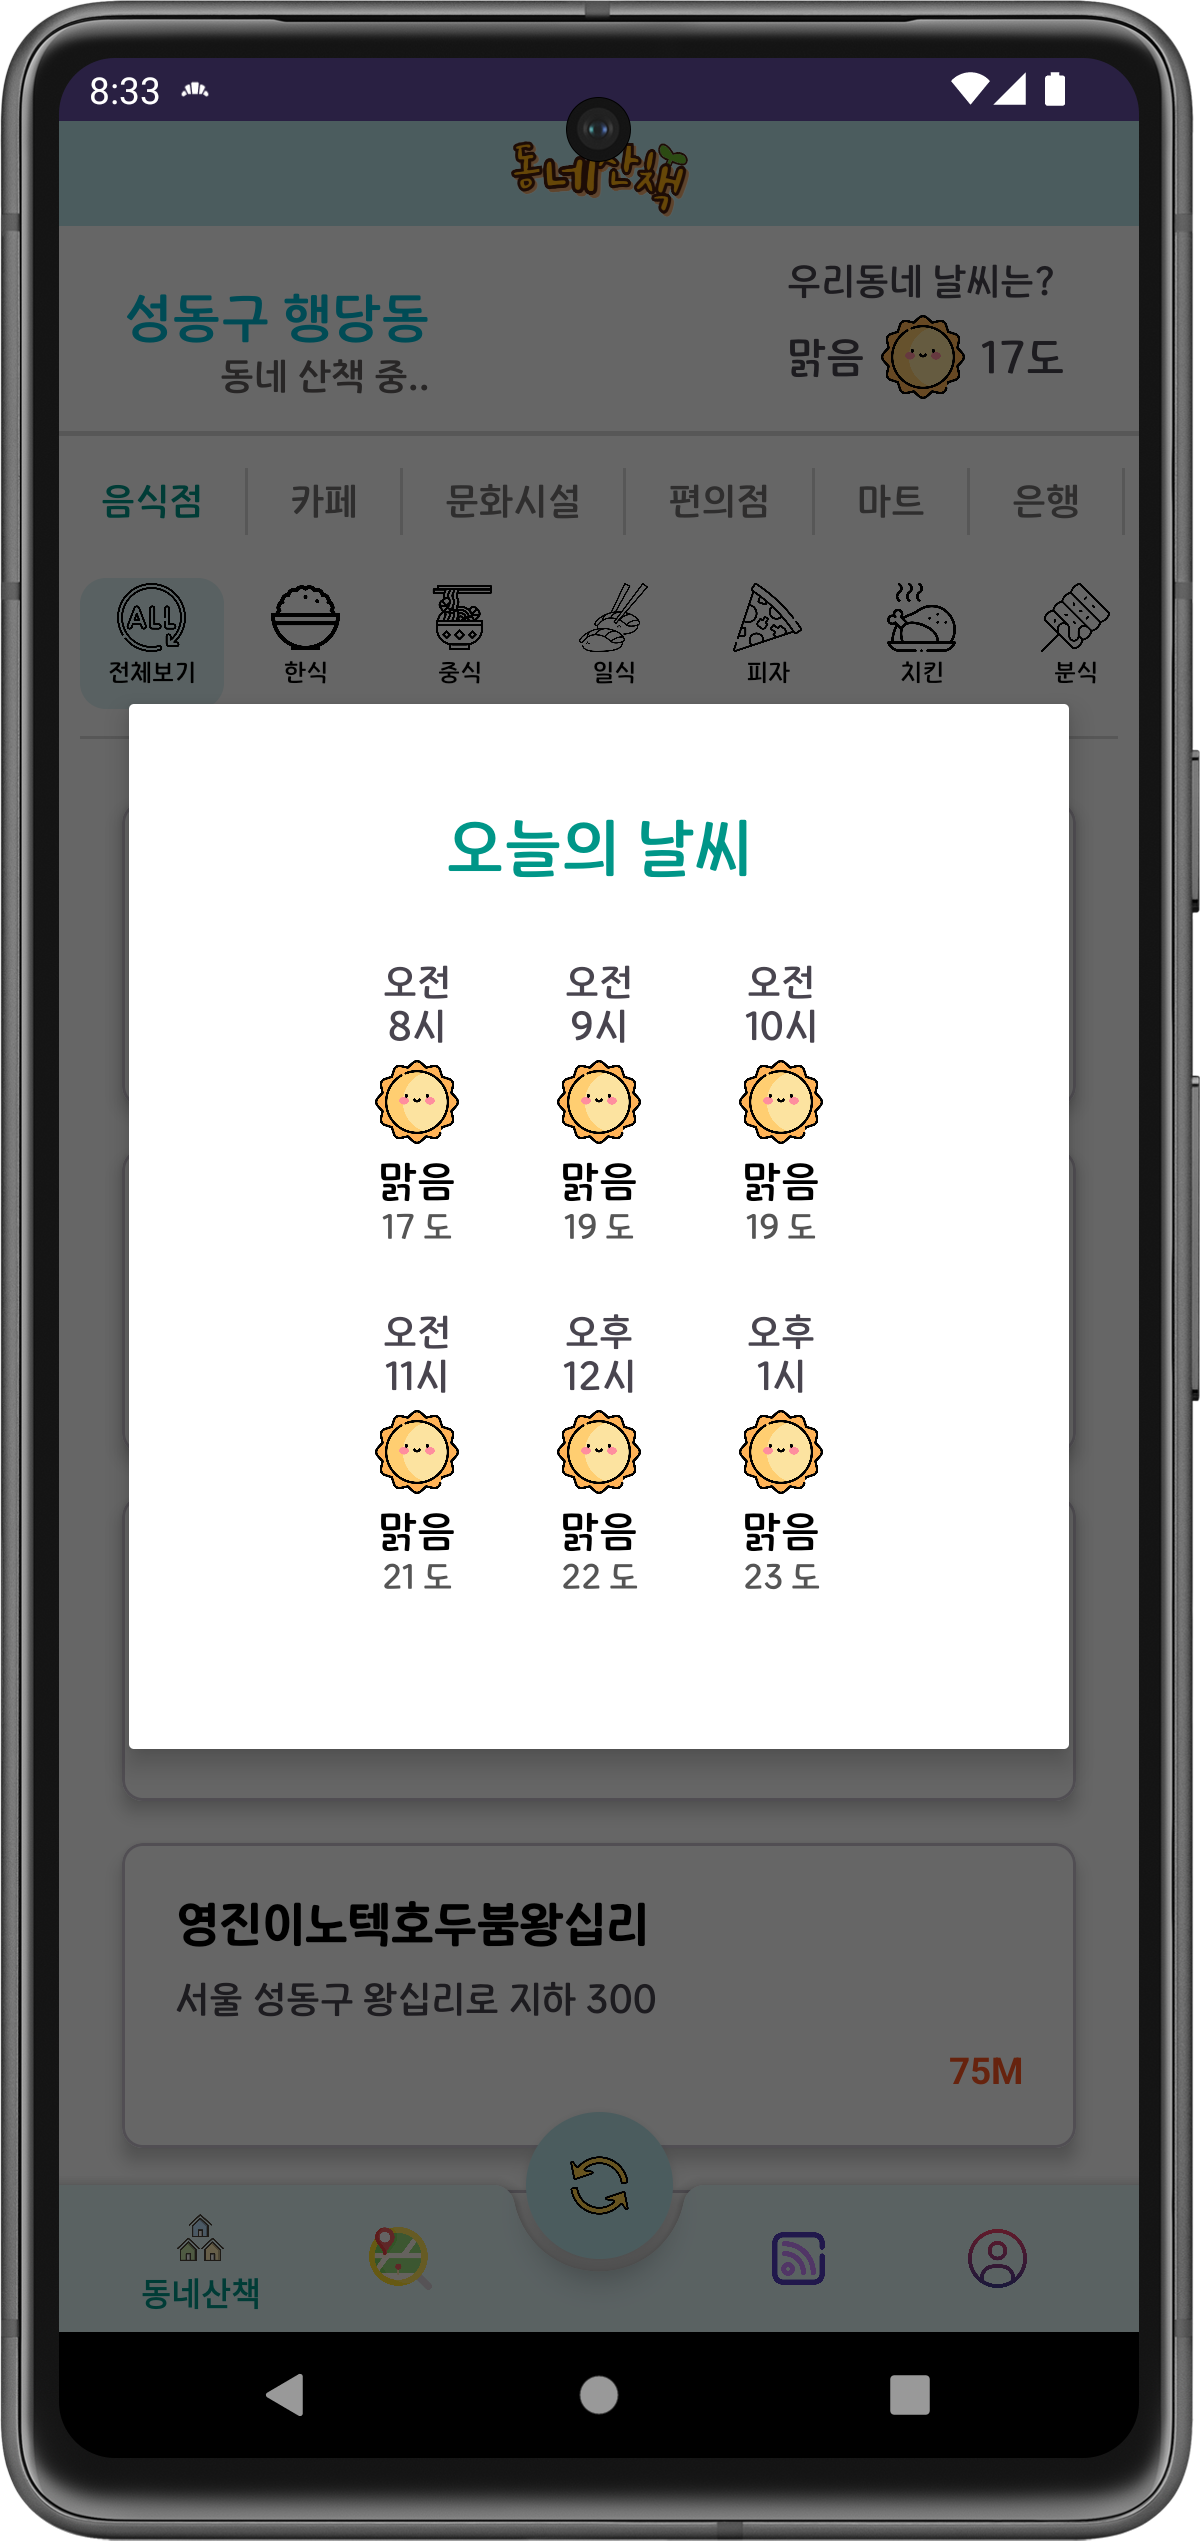 8:33
동네산책
성동구 행당동
동네 산책 중..
우리동네 날씨는?
맑음 17도
음식점 카페 문화시설 편의점 마트 은행
ALL
전체보기 한식 중식 일식 피자 치킨 분식
오늘의 날씨
오전 오전 오전
8시 9시 10시
맑음 맑음 맑음
17 도 19 도 19 도
오전 오후 오후
11시 12시 1시
맑음 맑음 맑음
21 도 22 도 23 도
영진이노텍호두붐왕십리
서울 성동구 왕십리로 지하 300
75M
동네산책